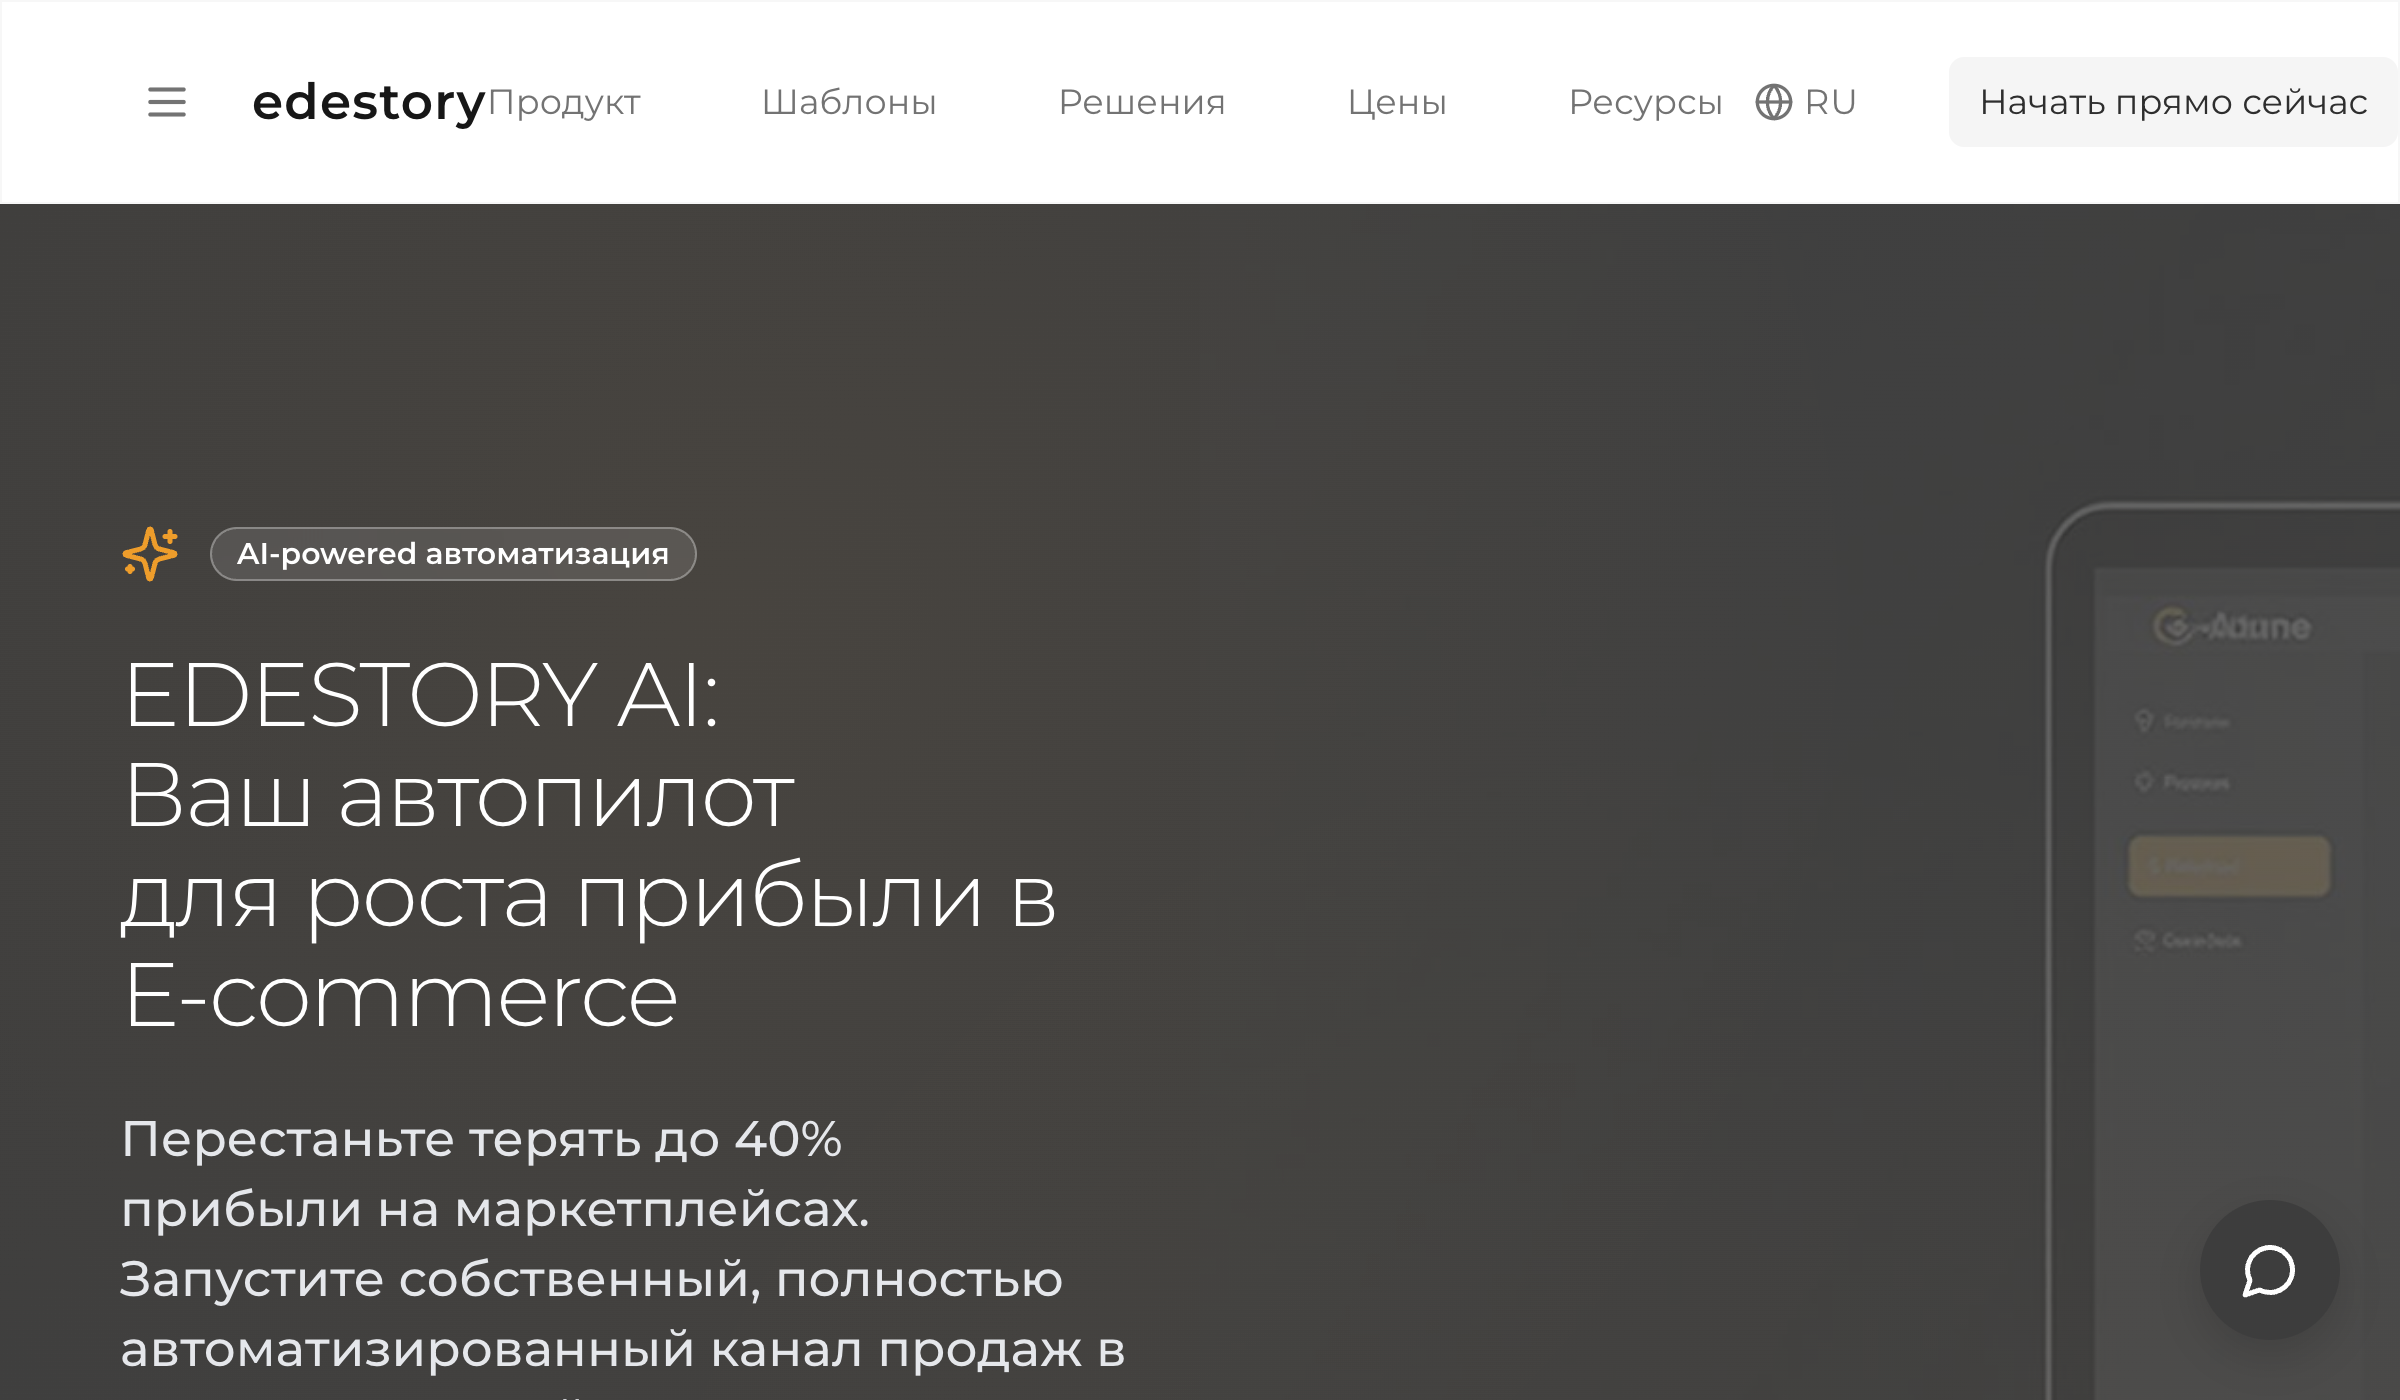 edestory
Продукт
Шаблоны
Решения
Цены
Ресурсы
RU
Начать прямо сейчас
AI-powered автоматизация
EDESTORY AI:
Ваш автопилот
для роста прибыли в
E-commerce
Перестаньте терять до 40%
прибыли на маркетплейсах.
Запустите собственный, полностью
автоматизированный канал продаж в